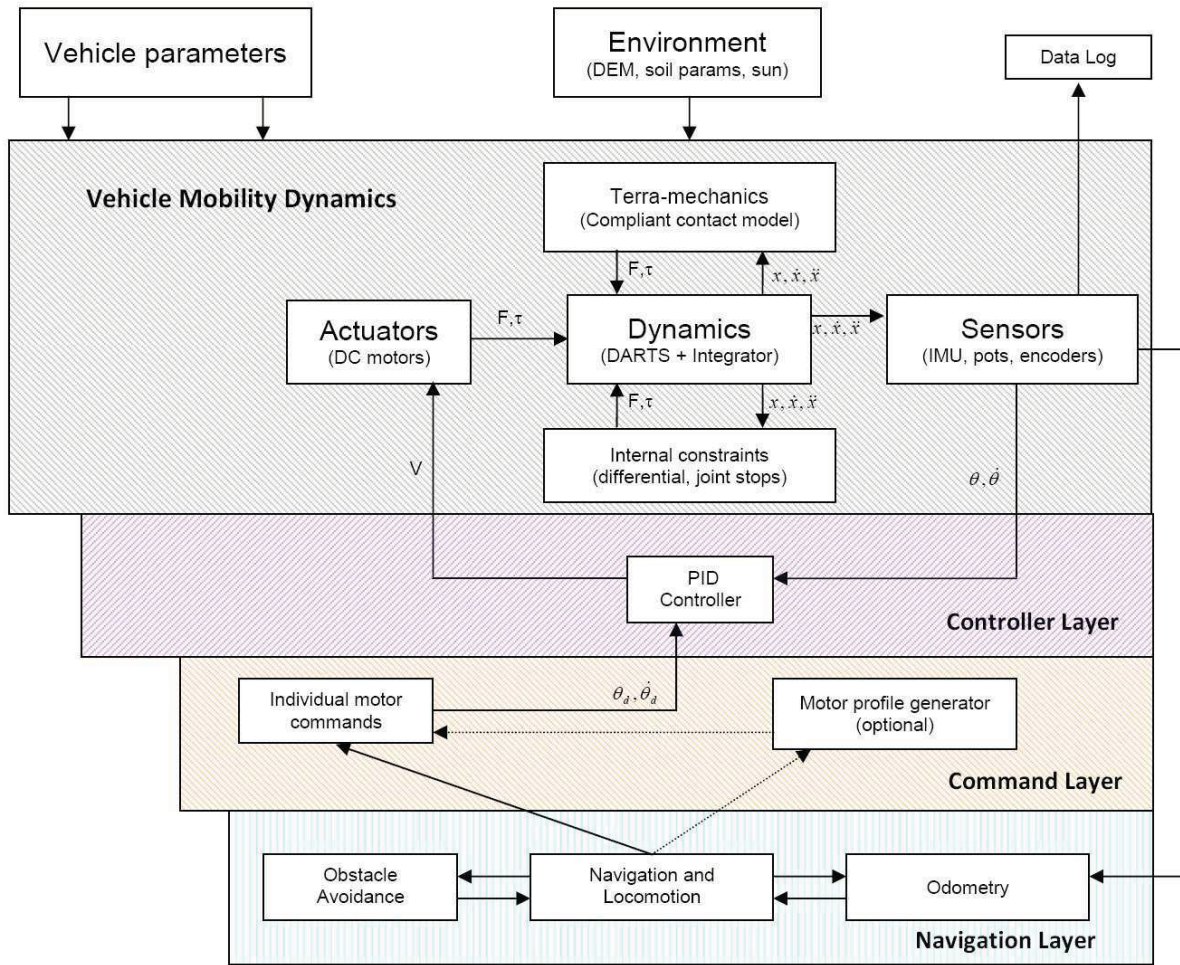 Vehicle parameters
Environment
(DEM, soil params, sun)
Data Log
Vehicle Mobility Dynamics
Terra-mechanics
(Compliant contact model)
F,τ
x, ẋ, ẍ
Actuators
(DC motors)
F,τ
Dynamics
(DARTS + Integrator)
x, ẋ, ẍ
Sensors
(IMU, pots, encoders)
F,τ
x, ẋ, ẍ
Internal constraints
(differential, joint stops)
V
θ, θ̇
PID
Controller
Controller Layer
Individual motor
commands
θd, θ̇d
Motor profile generator
(optional)
Command Layer
Obstacle
Avoidance
Navigation and
Locomotion
Odometry
Navigation Layer